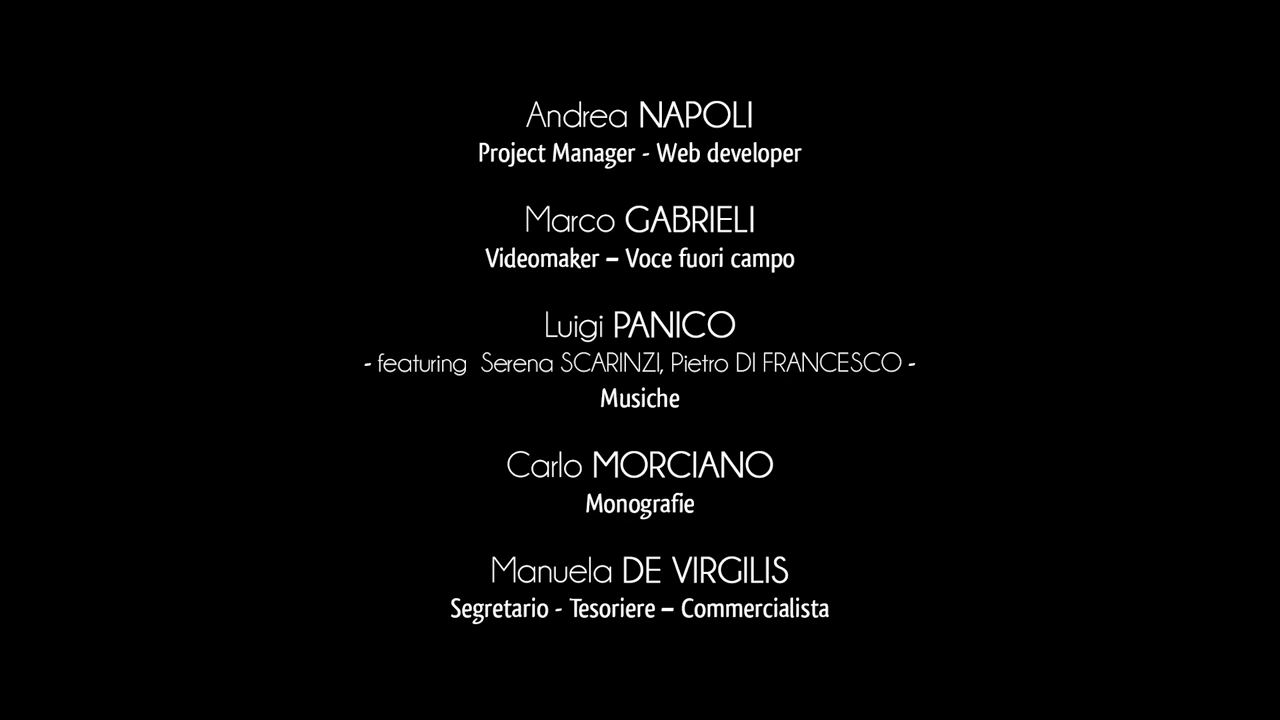 Andrea NAPOLI
Project Manager - Web developer
Marco GABRIELI
Videomaker – Voce fuori campo
Luigi PANICO
- featuring  Serena SCARINZI, Pietro DI FRANCESCO -
Musiche
Carlo MORCIANO
Monografie
Manuela DE VIRGILIS
Segretario - Tesoriere – Commercialista